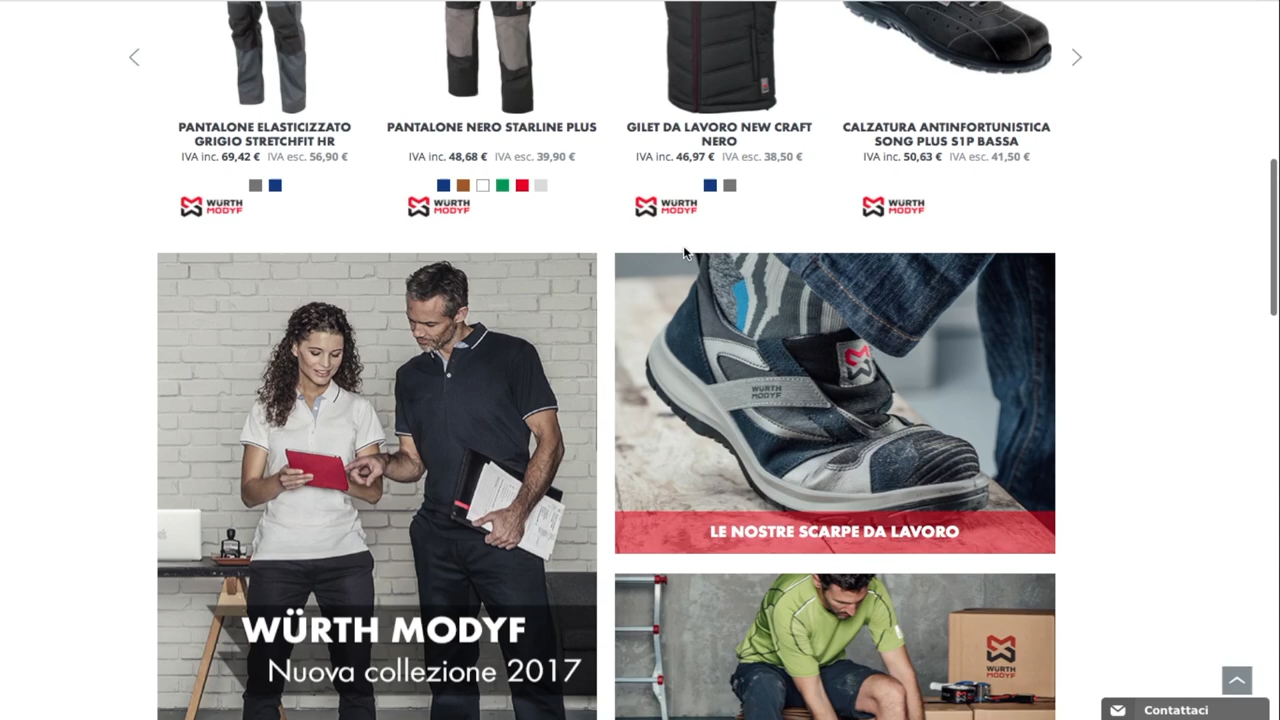 PANTALONE ELASTICIZZATO
GRIGIO STRETCHFIT HR
IVA inc. 69,42 € IVA esc. 56,90 €
WÜRTH
MODYF
PANTALONE NERO STARLINE PLUS
IVA inc. 48,68 € IVA esc. 39,90 €
WÜRTH
MODYF
GILET DA LAVORO NEW CRAFT
NERO
IVA inc. 46,97 € IVA esc. 38,50 €
WÜRTH
MODYF
CALZATURA ANTINFORTUNISTICA
SONG PLUS S1P BASSA
IVA inc. 50,63 € IVA esc. 41,50 €
WÜRTH
MODYF
WÜRTH MODYF
Nuova collezione 2017
WÜRTH
MODYF
LE NOSTRE SCARPE DA LAVORO
WÜRTH
MODYF
Contattaci